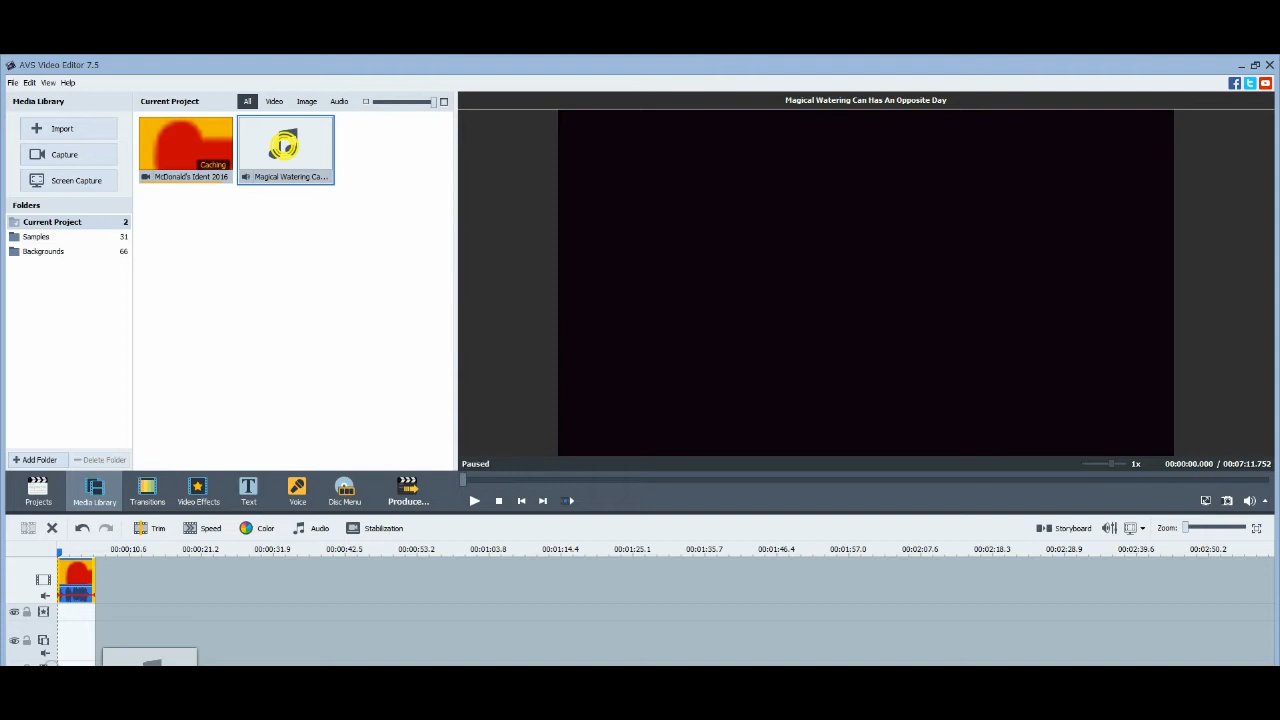 AVS Video Editor 7.5
File Edit View Help
Media Library
Current Project
All
Video
Image
Audio
Magical Watering Can Has An Opposite Day
Import
Capture
Screen Capture
Caching
McDonald's Ident 2016
Magical Watering Ca...
Folders
Current Project 2
Samples 31
Backgrounds 66
Add Folder
Delete Folder
Paused
1x
00:00:00.000 / 00:07:11.752
Projects
Media Library
Transitions
Video Effects
Text
Voice
Disc Menu
Produce...
Trim
Speed
Color
Audio
Stabilization
Storyboard
Zoom:
00:00:10.6 00:00:21.2 00:00:31.9 00:00:42.5 00:00:53.2 00:01:03.8 00:01:14.4 00:01:25.1 00:01:35.7 00:01:46.4 00:01:57.0 00:02:07.6 00:02:18.3 00:02:28.9 00:02:39.6 00:02:50.2